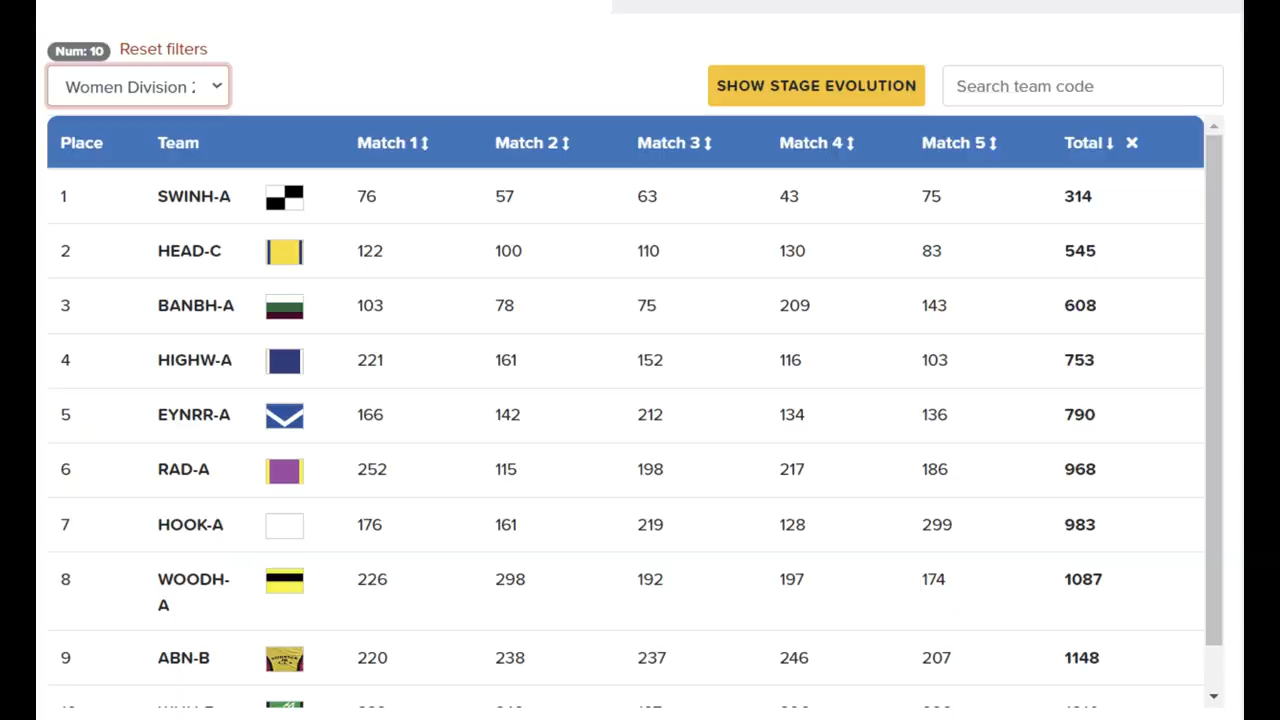 Num: 10 Reset filters
Women Division
SHOW STAGE EVOLUTION
Search team code
Place Team Match 1 Match 2 Match 3 Match 4 Match 5 Total
1 SWINH-A 76 57 63 43 75 314
2 HEAD-C 122 100 110 130 83 545
3 BANBH-A 103 78 75 209 143 608
4 HIGHW-A 221 161 152 116 103 753
5 EYNRR-A 166 142 212 134 136 790
6 RAD-A 252 115 198 217 186 968
7 HOOK-A 176 161 219 128 299 983
8 WOODH- 226 298 192 197 174 1087
A
9 ABN-B 220 238 237 246 207 1148